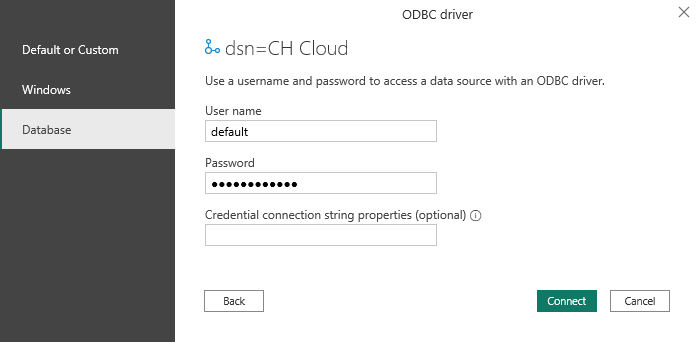 ODBC driver
Default or Custom
Windows
Database
dsn=CH Cloud
Use a username and password to access a data source with an ODBC driver.
User name
default
Password
••••••••••••
Credential connection string properties (optional)
Back
Connect
Cancel